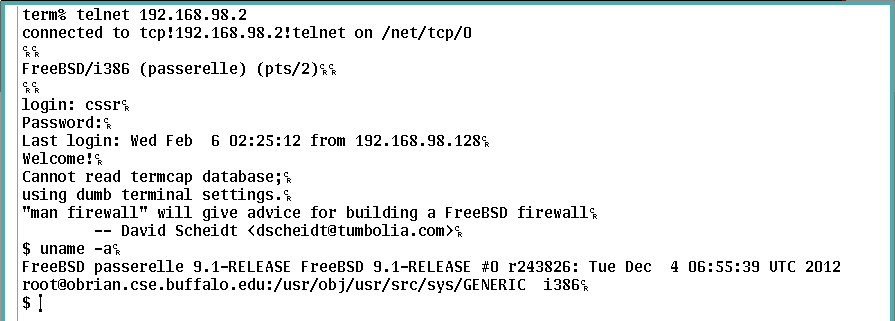 term% telnet 192.168.98.2
connected to tcp!192.168.98.2!telnet on /net/tcp/0
␍␍
FreeBSD/i386 (passerelle) (pts/2)␍␍
␍␍
login: cssr␍
Password:␍
Last login: Wed Feb  6 02:25:12 from 192.168.98.128␍
Welcome!␍
Cannot read termcap database;␍
using dumb terminal settings.␍
"man firewall" will give advice for building a FreeBSD firewall␍
        -- David Scheidt <dscheidt@tumbolia.com>␍
$ uname -a␍
FreeBSD passerelle 9.1-RELEASE FreeBSD 9.1-RELEASE #0 r243826: Tue Dec  4 06:55:39 UTC 2012
root@obrian.cse.buffalo.edu:/usr/obj/usr/src/sys/GENERIC  i386␍
$